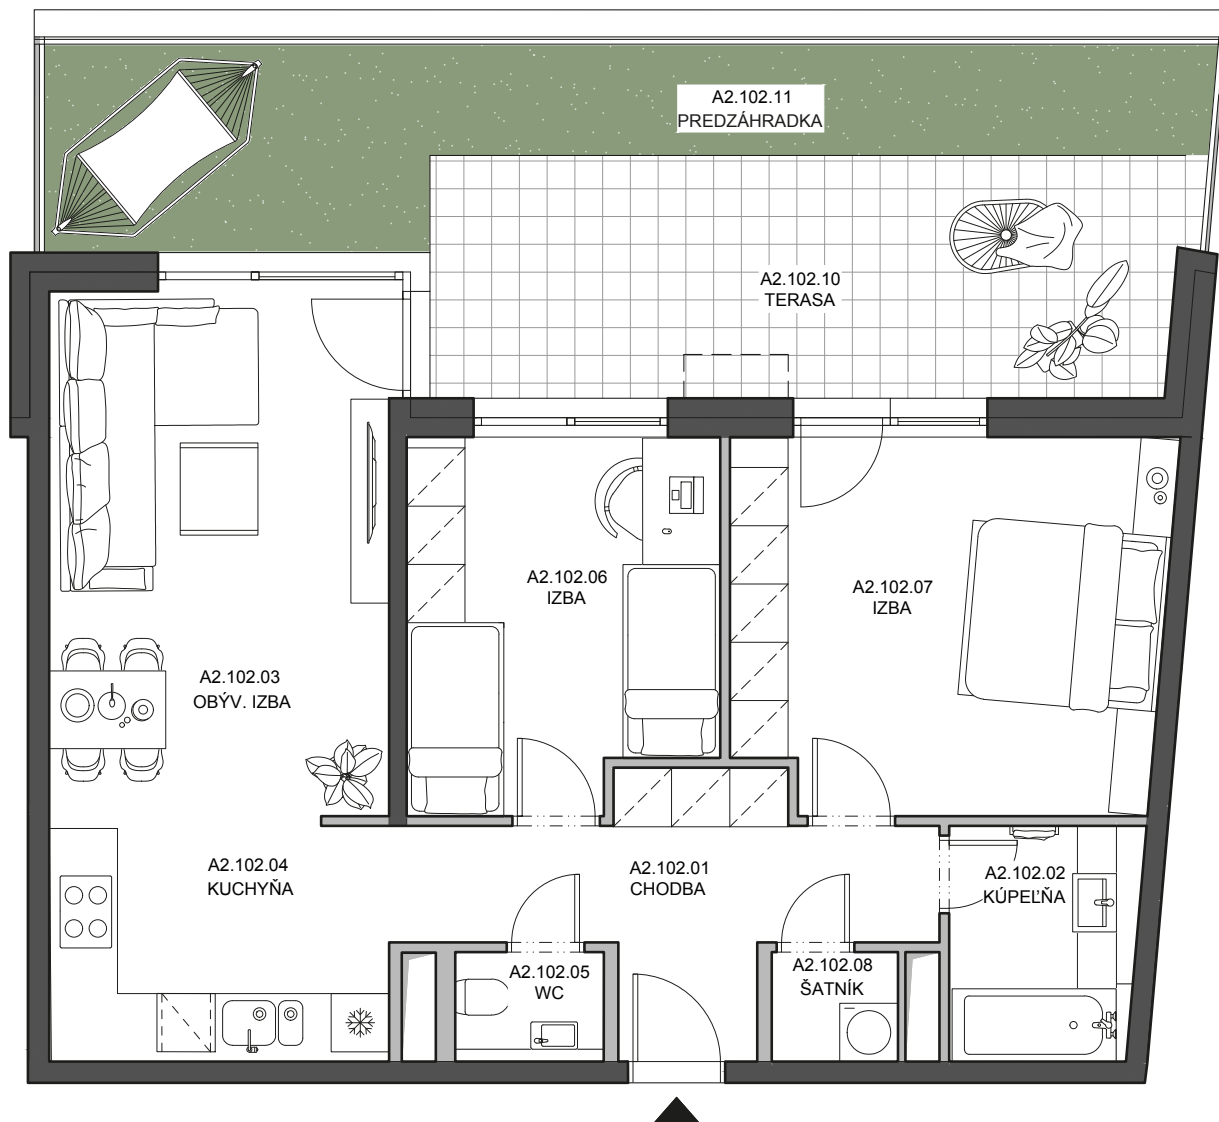 A2.102.11
PREDZÁHRADKA
A2.102.10
TERASA
A2.102.06
IZBA
A2.102.07
IZBA
A2.102.03
OBÝV. IZBA
A2.102.04
KUCHYŇA
A2.102.01
CHODBA
A2.102.02
KÚPEĽŇA
A2.102.05
WC
A2.102.08
ŠATNÍK